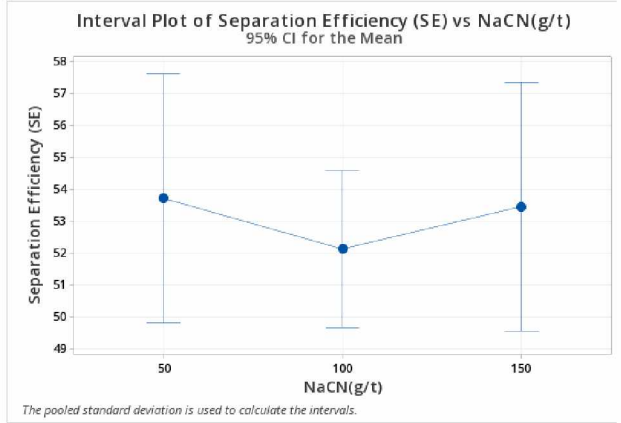 Interval Plot of Separation Efficiency (SE) vs NaCN(g/t)
95% CI for the Mean
Separation Efficiency (SE)
58
57
56
55
54
53
52
51
50
49
50
100
150
NaCN(g/t)
The pooled standard deviation is used to calculate the intervals.